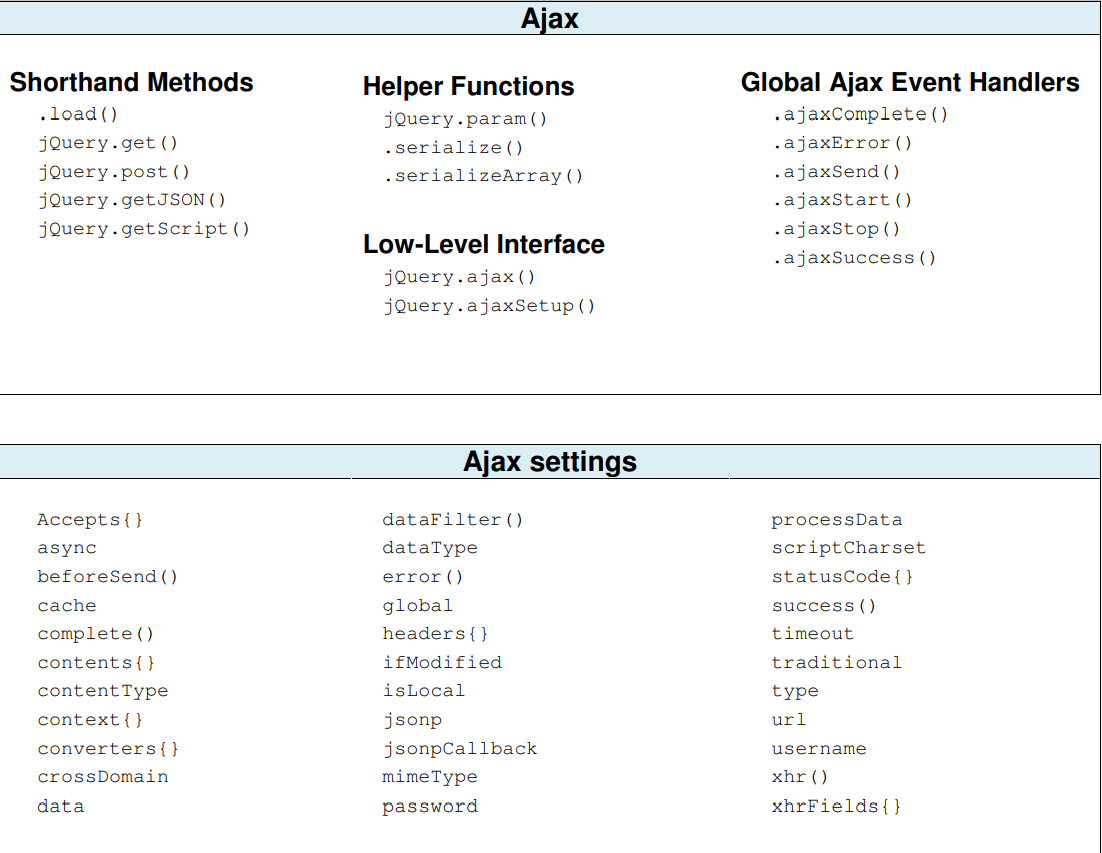 Ajax
Shorthand Methods
.load()
jQuery.get()
jQuery.post()
jQuery.getJSON()
jQuery.getScript()
Helper Functions
jQuery.param()
.serialize()
.serializeArray()
Low-Level Interface
jQuery.ajax()
jQuery.ajaxSetup()
Global Ajax Event Handlers
.ajaxComplete()
.ajaxError()
.ajaxSend()
.ajaxStart()
.ajaxStop()
.ajaxSuccess()
Ajax settings
Accepts{}
async
beforeSend()
cache
complete()
contents{}
contentType
context{}
converters{}
crossDomain
data
dataFilter()
dataType
error()
global
headers{}
ifModified
isLocal
jsonp
jsonpCallback
mimeType
password
processData
scriptCharset
statusCode{}
success()
timeout
traditional
type
url
username
xhr()
xhrFields{}